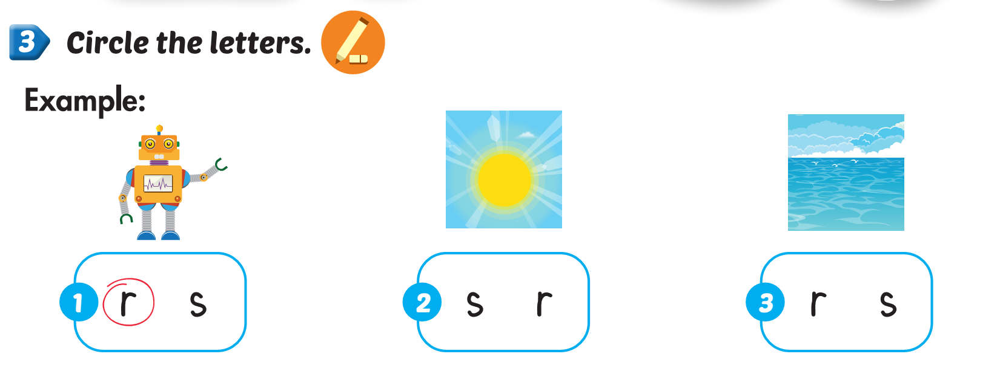 3 Circle the letters.
Example:
1 r s
2 s r
3 r s